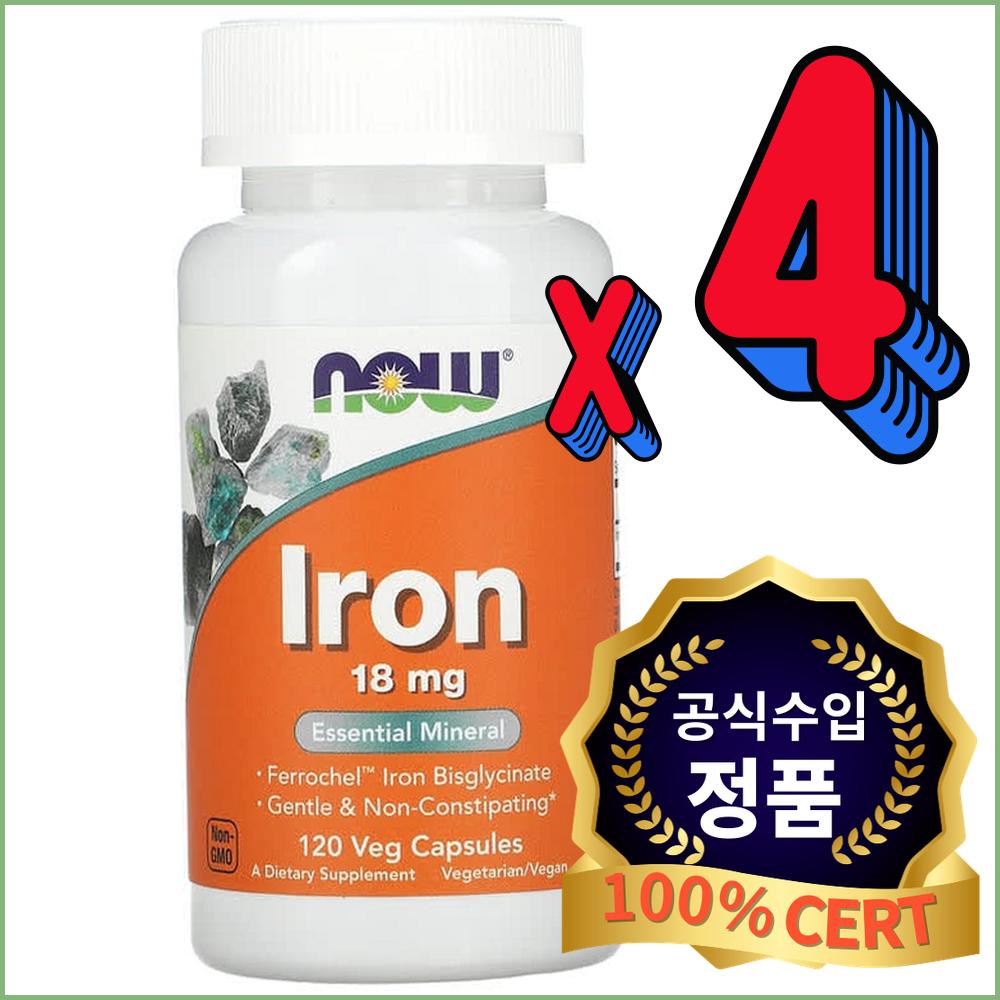 NOW®
Iron
18 mg
Essential Mineral
• Ferrochel™ Iron Bisglycinate
• Gentle & Non-Constipating*
120 Veg Capsules
Non-
GMO
A Dietary Supplement Vegetarian/Vegan
x 4
공식수입
정품
100% CERT